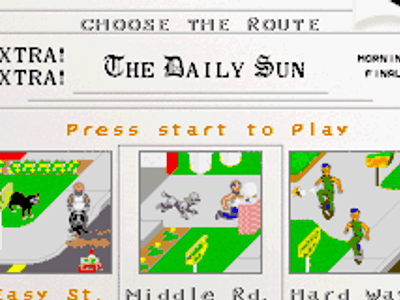 CHOOSE THE ROUTE
XTRA!
XTRA!
THE DAILY SUN
MORNIN
FINAL
Press start to Play
Easy St.
Middle Rd.
Hard Wa